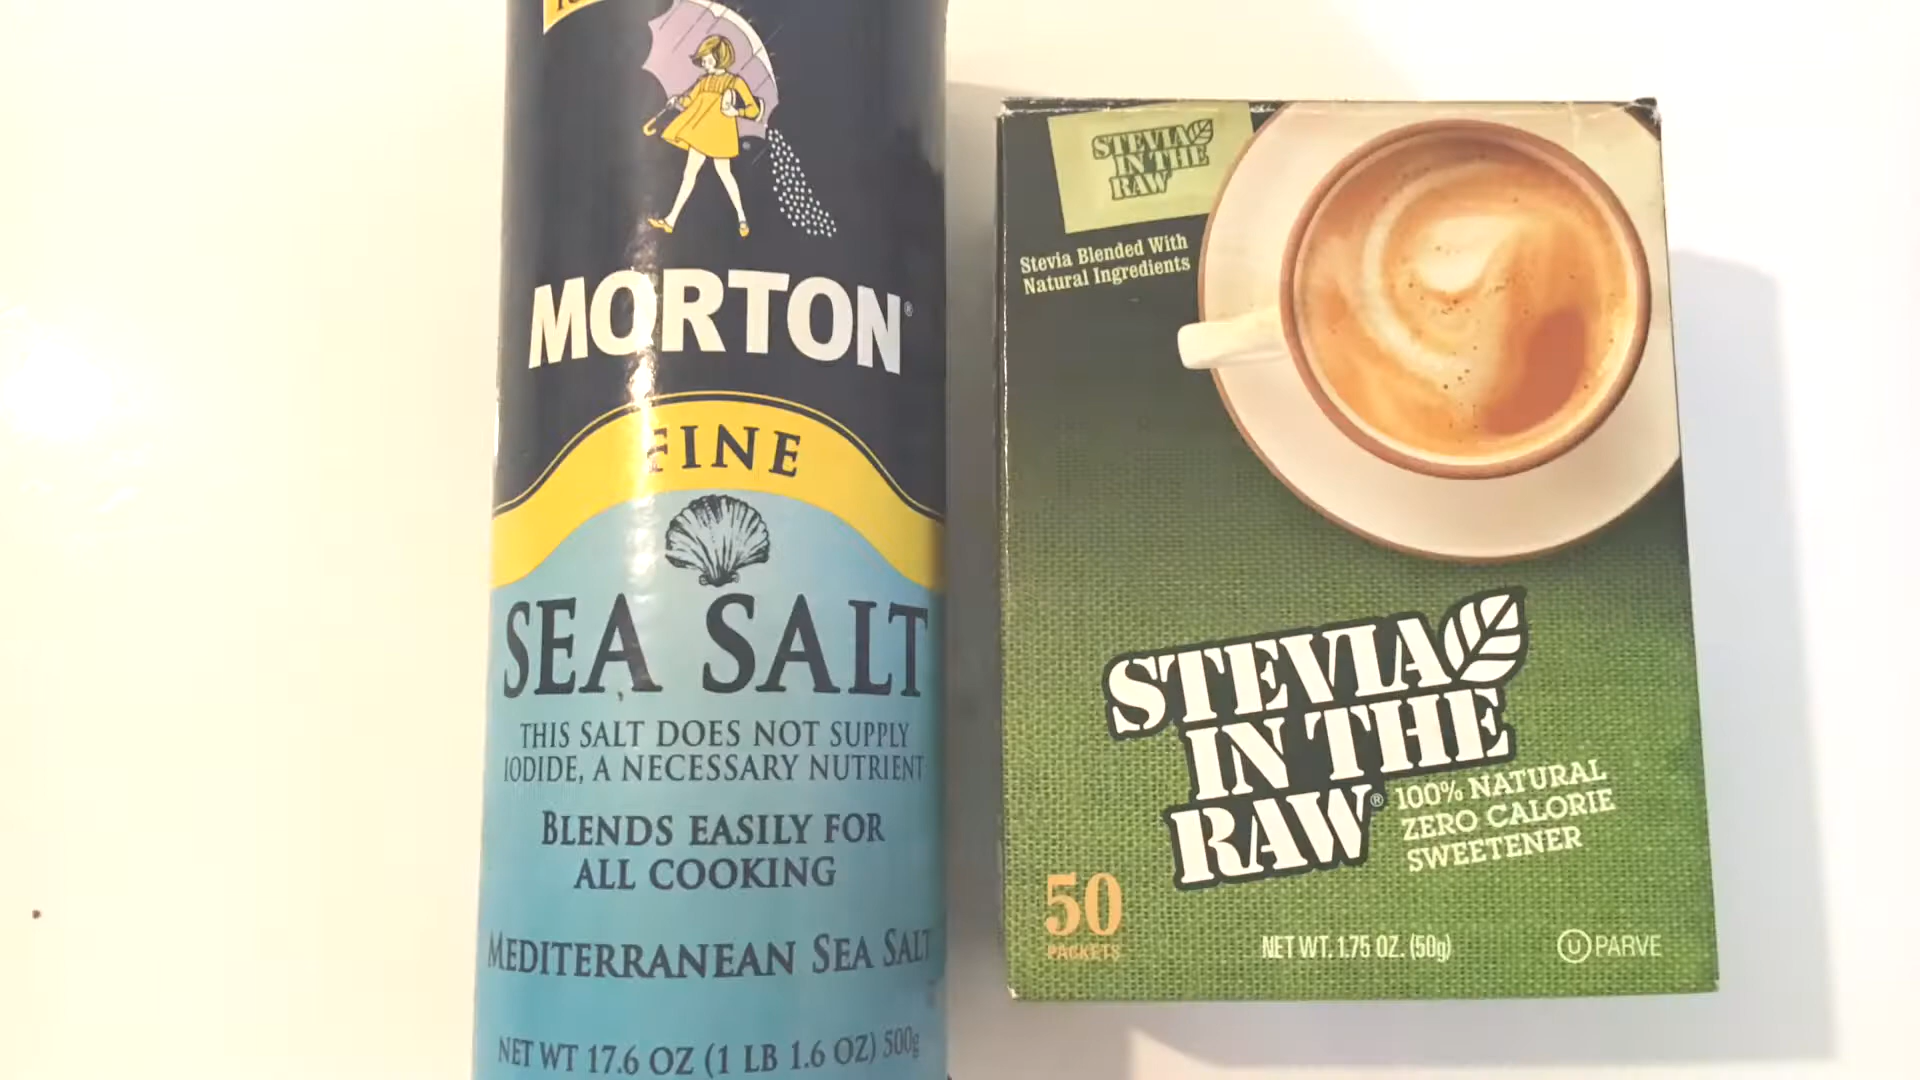 MORTON®
FINE
SEA SALT
THIS SALT DOES NOT SUPPLY
IODIDE, A NECESSARY NUTRIENT
BLENDS EASILY FOR
ALL COOKING
MEDITERRANEAN SEA SALT
NET WT 17.6 OZ (1 LB 1.6 OZ) 500g
STEVIA
IN THE
RAW
Stevia Blended With
Natural Ingredients
STEVIA
IN THE
RAW®
100% NATURAL
ZERO CALORIE
SWEETENER
50
PACKETS
NET WT. 1.75 OZ. (50g)
U PARVE